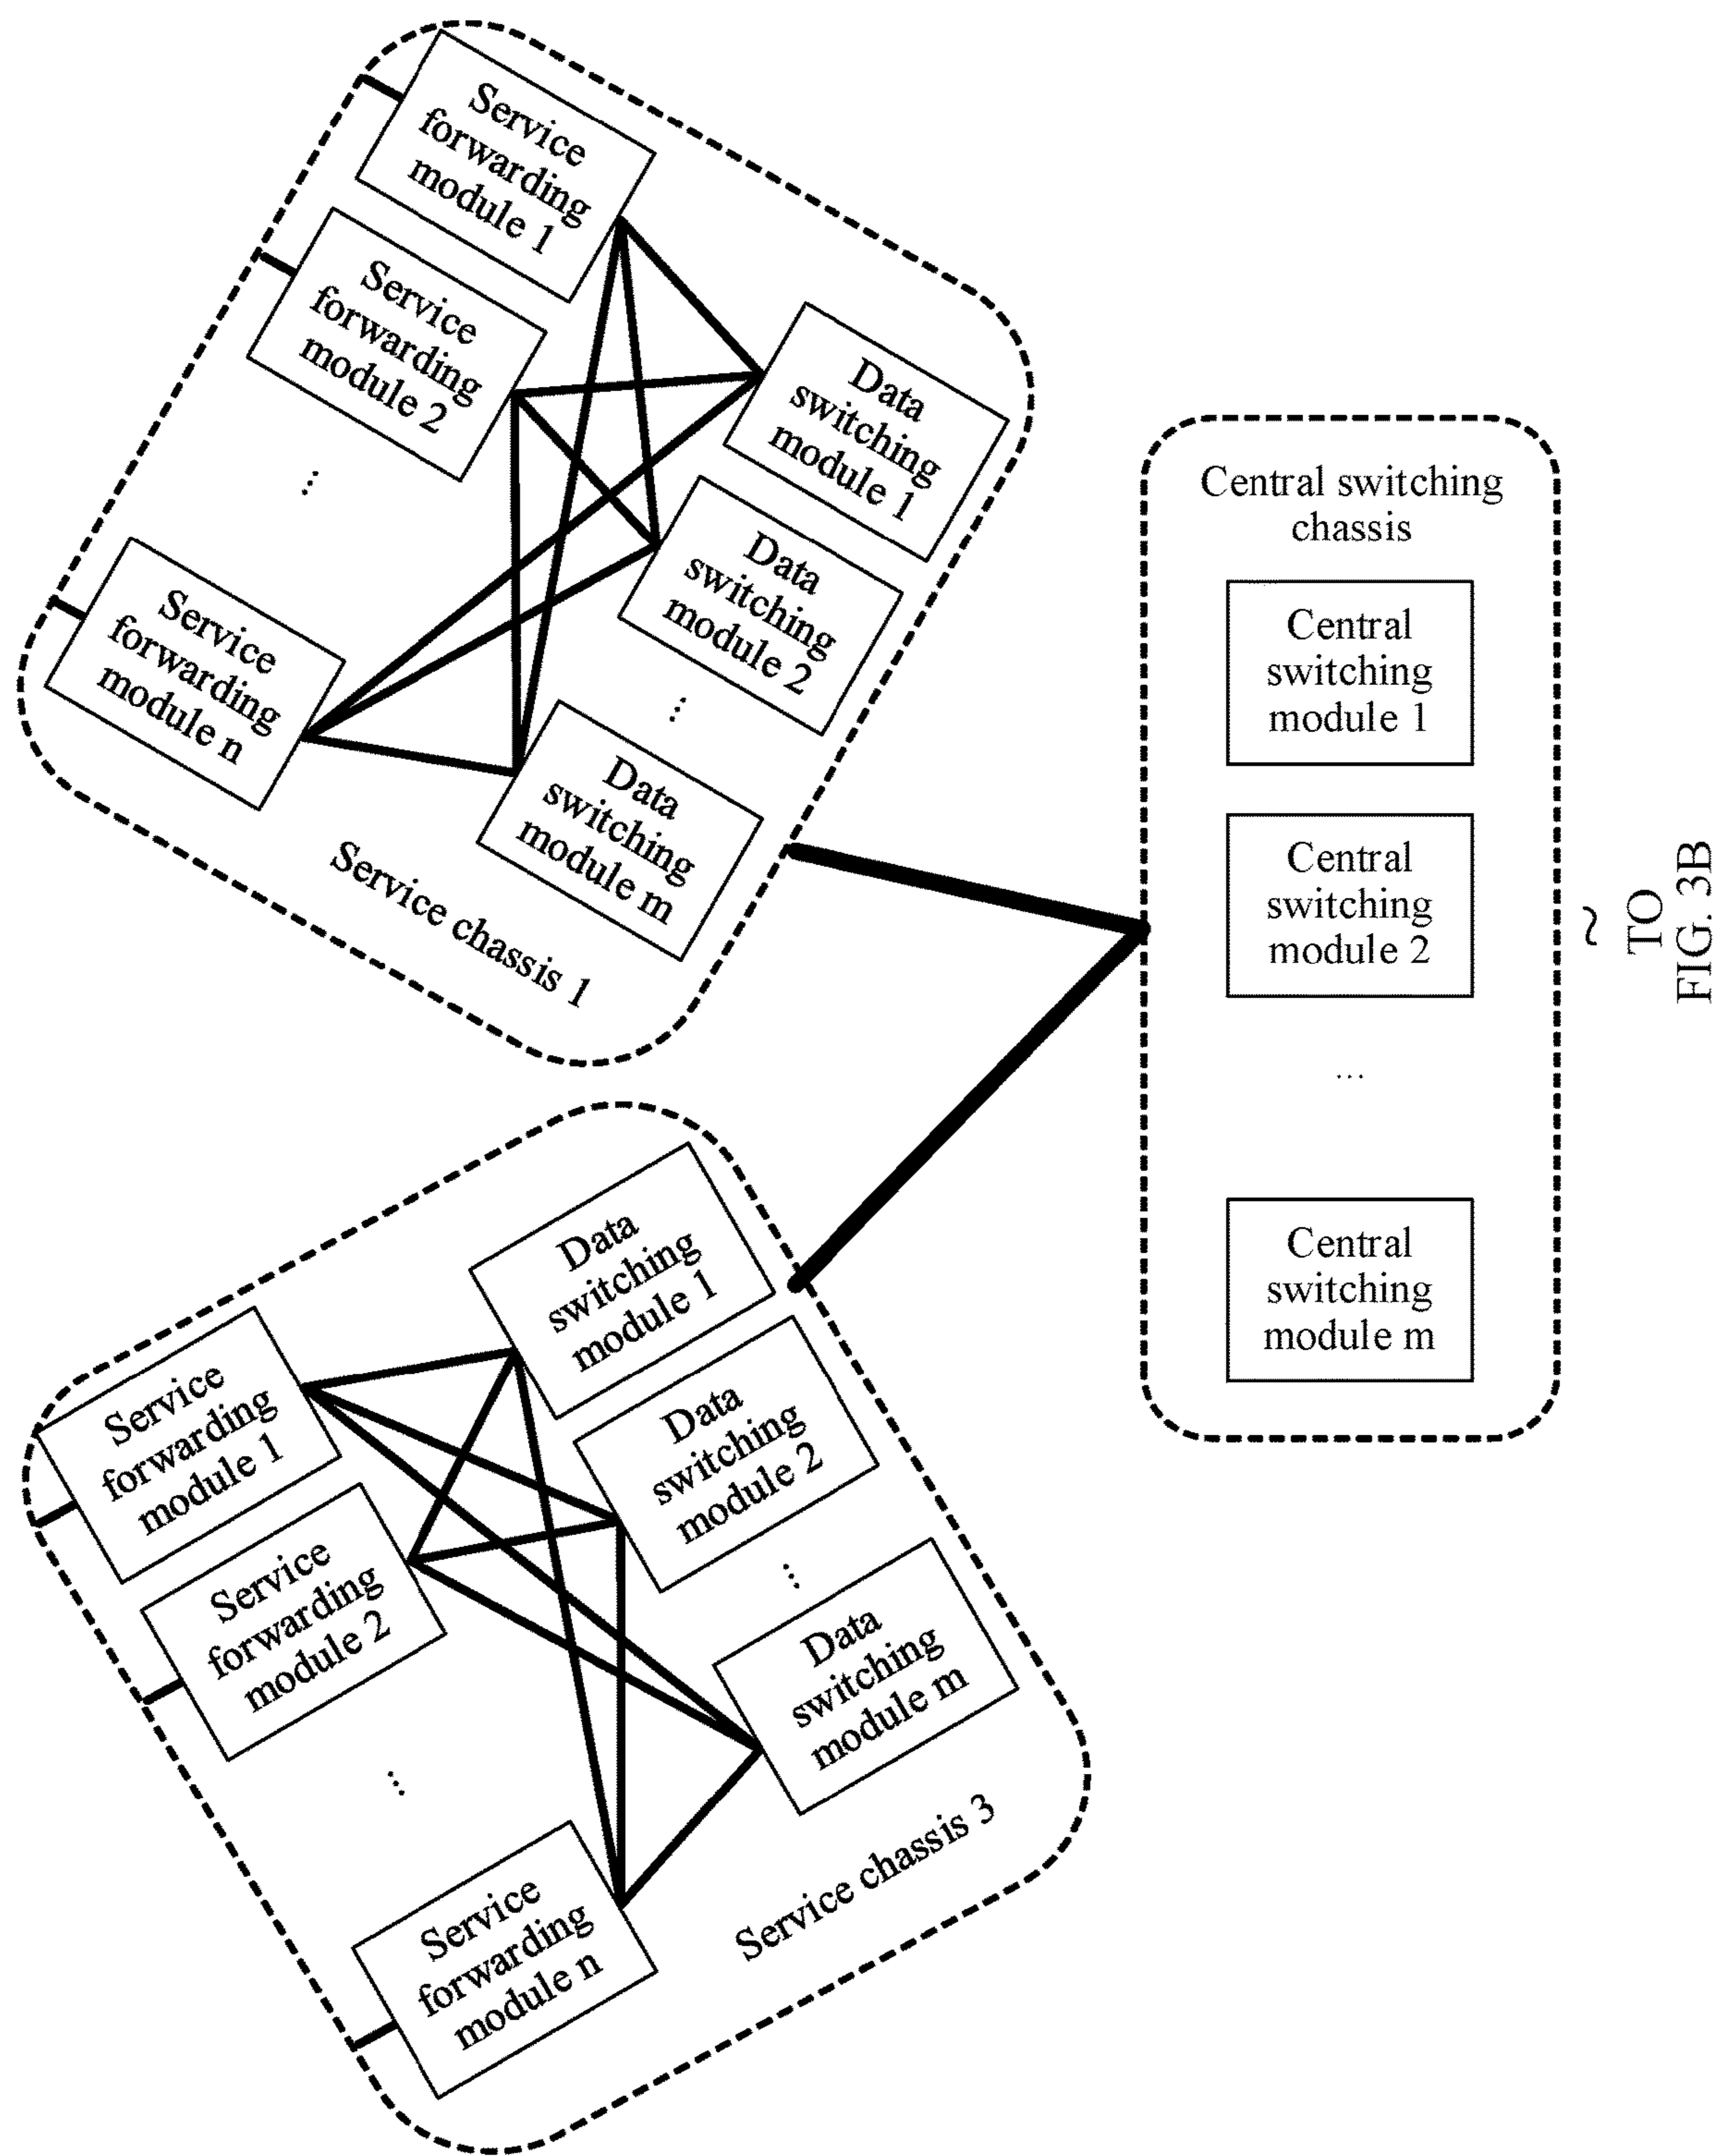 Service
forwarding
module 1
Service
forwarding
module 2
...
Service
forwarding
module n
Data
switching
module 1
Data
switching
module 2
...
Data
switching
module m
Service chassis 1
Central switching
chassis
Central
switching
module 1
Central
switching
module 2
...
Central
switching
module m
~
TO
FIG. 3B
Service
forwarding
module 1
Service
forwarding
module 2
...
Service
forwarding
module n
Data
switching
module 1
Data
switching
module 2
...
Data
switching
module m
Service chassis 3